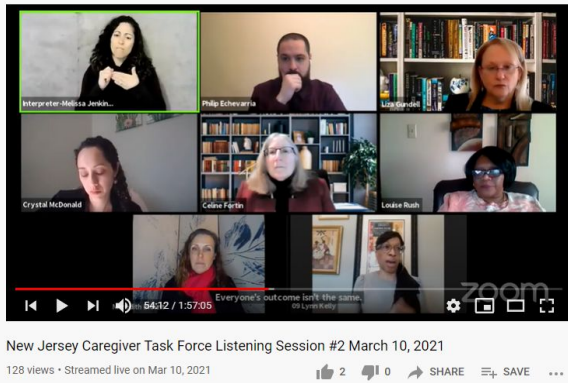 Interpreter-Melissa Jenkin...
Philip Echevarria
Liza Gundell
Crystal McDonald
Celine Fortin
Louise Rush
Everyone's outcome isn't the same.
09 Lynn Kelly
zoom
54:12 / 1:57:05
New Jersey Caregiver Task Force Listening Session #2 March 10, 2021
128 views • Streamed live on Mar 10, 2021
2
0
SHARE
SAVE